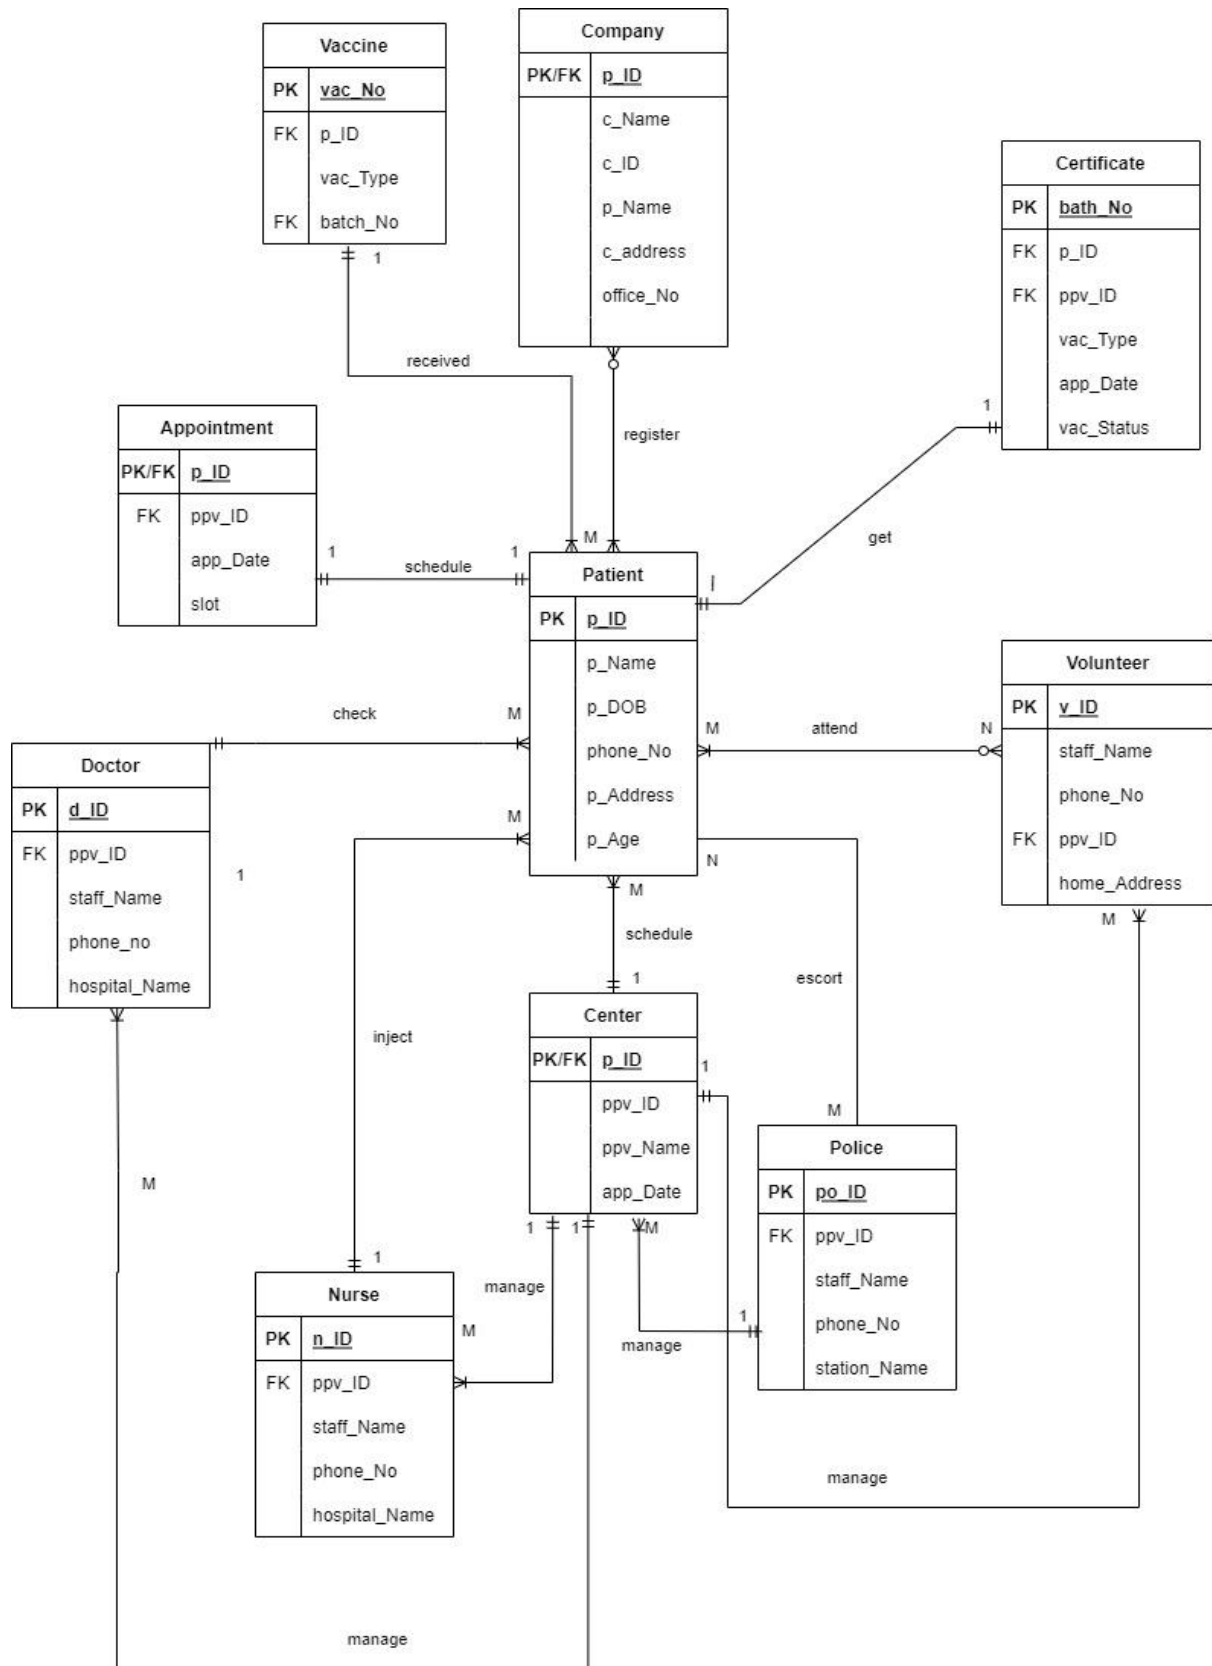 Company
PK/FK p_ID
c_Name
c_ID
p_Name
c_address
office_No
Vaccine
PK vac_No
FK p_ID
vac_Type
FK batch_No
1
received
register
M
Certificate
PK bath_No
FK p_ID
FK ppv_ID
vac_Type
app_Date
vac_Status
1
get
Appointment
PK/FK p_ID
FK ppv_ID
app_Date
slot
1
schedule
1
Patient
PK p_ID
p_Name
p_DOB
phone_No
p_Address
p_Age
Volunteer
PK v_ID
staff_Name
phone_No
FK ppv_ID
home_Address
M
check
M
M
attend
N
Doctor
PK d_ID
FK ppv_ID
staff_Name
phone_no
hospital_Name
1
M
M
N
M
schedule
1
inject
escort
M
Center
PK/FK p_ID
ppv_ID
ppv_Name
app_Date
1
1
1
M
Police
PK po_ID
FK ppv_ID
staff_Name
phone_No
station_Name
1
manage
1
Nurse
PK n_ID
FK ppv_ID
staff_Name
phone_No
hospital_Name
manage
M
manage
manage